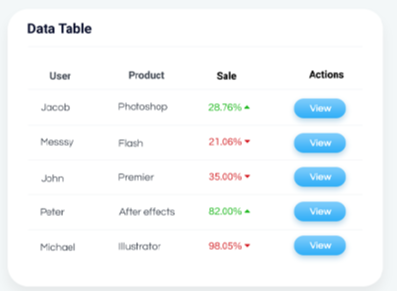 Data Table
User Product Sale Actions
Jacob Photoshop 28.76% View
Messsy Flash 21.06% View
John Premier 35.00% View
Peter After effects 82.00% View
Michael Illustrator 98.05% View